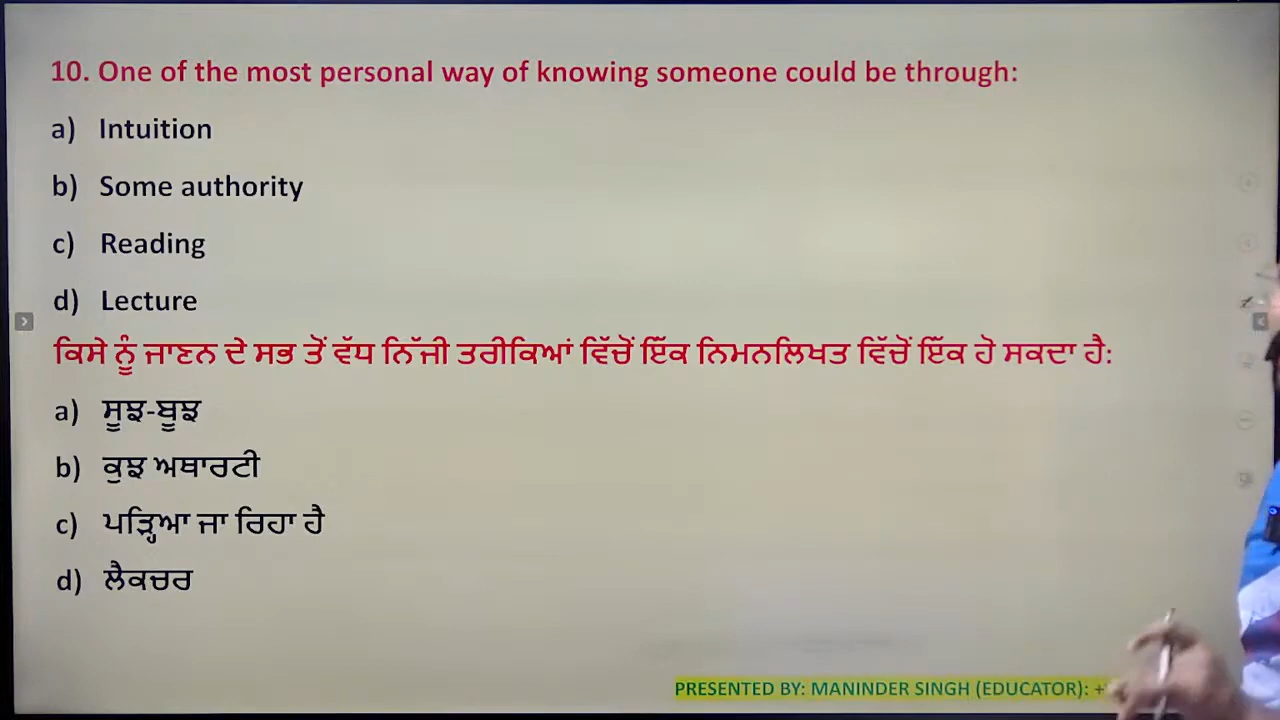 10. One of the most personal way of knowing someone could be through:
a) Intuition
b) Some authority
c) Reading
d) Lecture
ਕਿਸੇ ਨੂੰ ਜਾਣਨ ਦੇ ਸਭ ਤੋਂ ਵੱਧ ਨਿੱਜੀ ਤਰੀਕਿਆਂ ਵਿੱਚੋਂ ਇੱਕ ਨਿਮਨਲਿਖਤ ਵਿੱਚੋਂ ਇੱਕ ਹੋ ਸਕਦਾ ਹੈ:
a) ਸੂਝ-ਬੂਝ
b) ਕੁਝ ਅਥਾਰਟੀ
c) ਪੜ੍ਹਿਆ ਜਾ ਰਿਹਾ ਹੈ
d) ਲੈਕਚਰ
PRESENTED BY: MANINDER SINGH (EDUCATOR): +